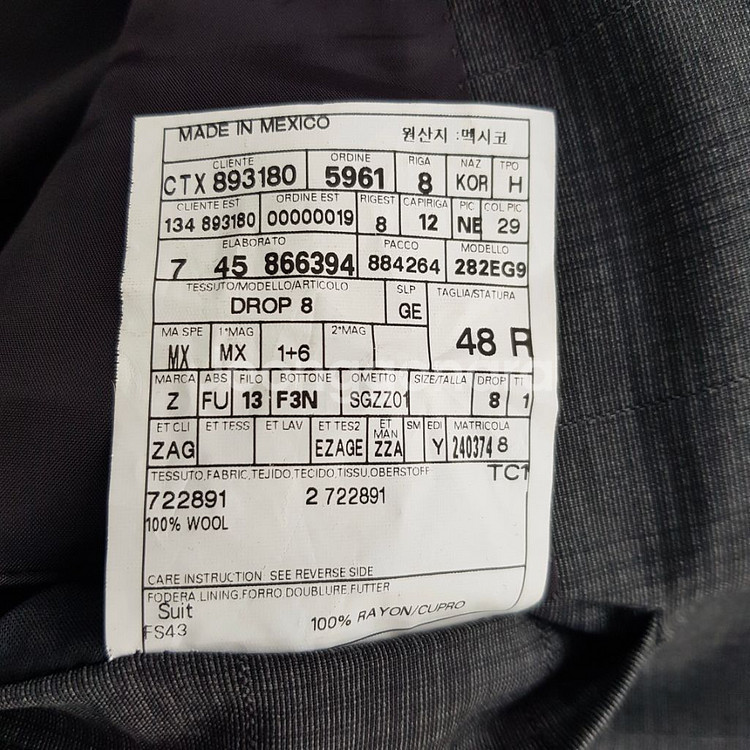 MADE IN MEXICO 원산지 :멕시코
CLIENTE ORDINE RIGA NAZ TPO
CTX 893180 5961 8 KOR H
CLIENTE EST ORDINE EST RIGEST CAPIRIGA PIC COL PIC
134 893180 00000019 8 12 NE 29
ELABORATO PACCO MODELLO
7 45 866394 884264 282EG9
TESSUTO/MODELLO/ARTICOLO SLP TAGLIA/STATURA
DROP 8 GE 48 R
MA SPE 1°MAG 2°MAG
MX MX 1+6
MARCA ABS FILO BOTTONE OMETTO SIZE/TALLA DROP T1
Z FU 13 F3N SGZZ01 8 1
ET CLI ET TESS ET LAV ET TES2 ET MAN SM EDI MATRICOLA
ZAG EZAGE ZZA Y 240374 8
TESSUTO,FABRIC,TEJIDO,TECIDO,TISSU,OBERSTOFF TC1
722891 2 722891
100% WOOL
CARE INSTRUCTION SEE REVERSE SIDE
FODERA,LINING,FORRO,DOUBLURE,FUTTER
Suit 100% RAYON/CUPRO
FS43